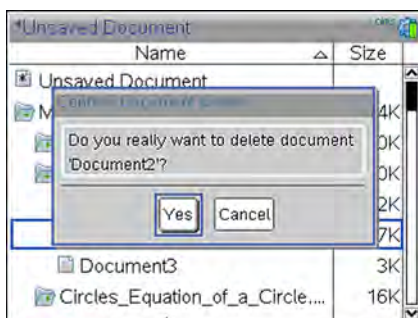 *Unsaved Document
Name Size
Unsaved Document
M 4K
0K
0K
Do you really want to delete document
'Document2'?
2K
Yes Cancel
7K
Document3 3K
Circles_Equation_of_a_Circle.... 16K